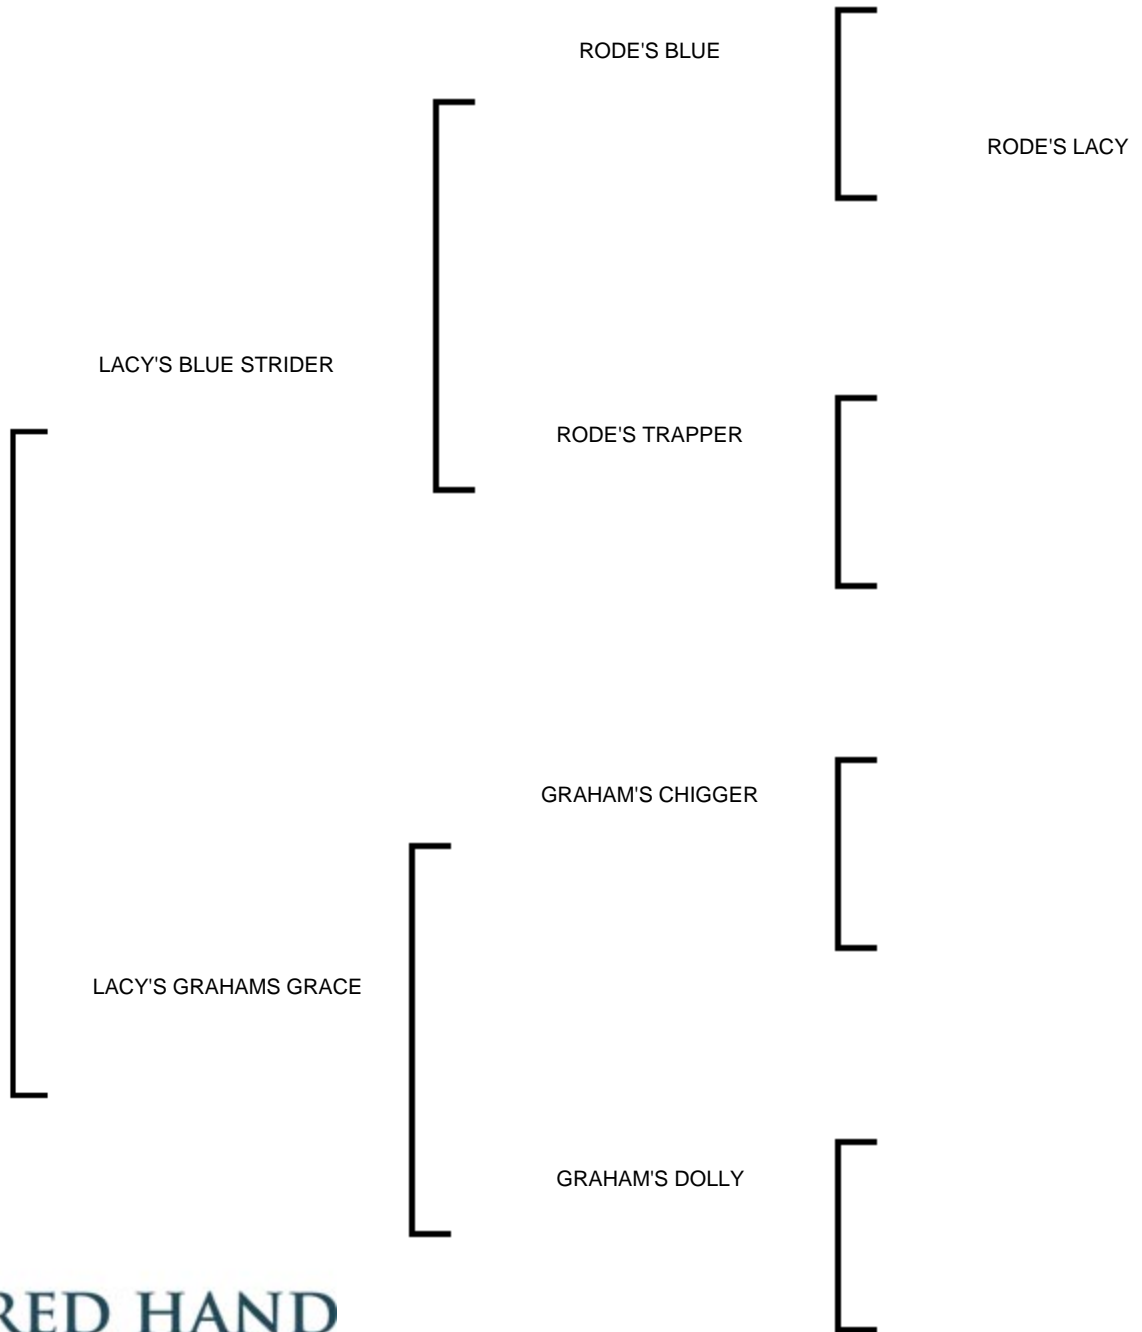 RODE'S BLUE
RODE'S LACY
LACY'S BLUE STRIDER
RODE'S TRAPPER
GRAHAM'S CHIGGER
LACY'S GRAHAMS GRACE
GRAHAM'S DOLLY
RED HAND